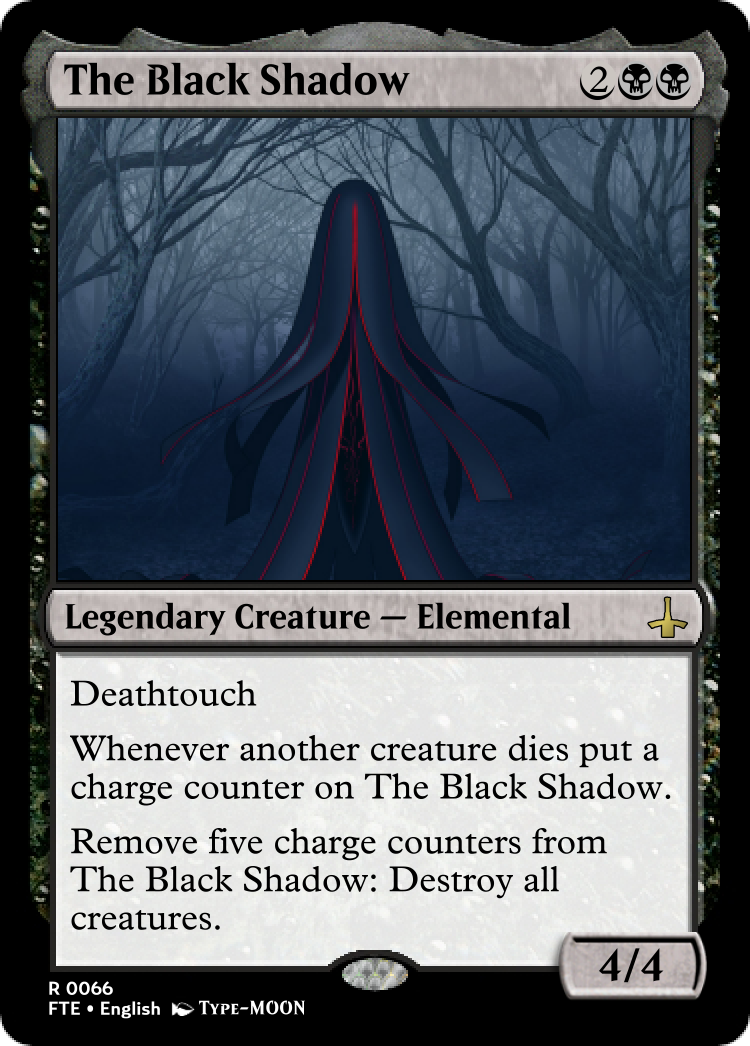 The Black Shadow 2
Legendary Creature — Elemental
Deathtouch
Whenever another creature dies put a
charge counter on The Black Shadow.
Remove five charge counters from
The Black Shadow: Destroy all
creatures.
4/4
R 0066
FTE • English Type-MOON